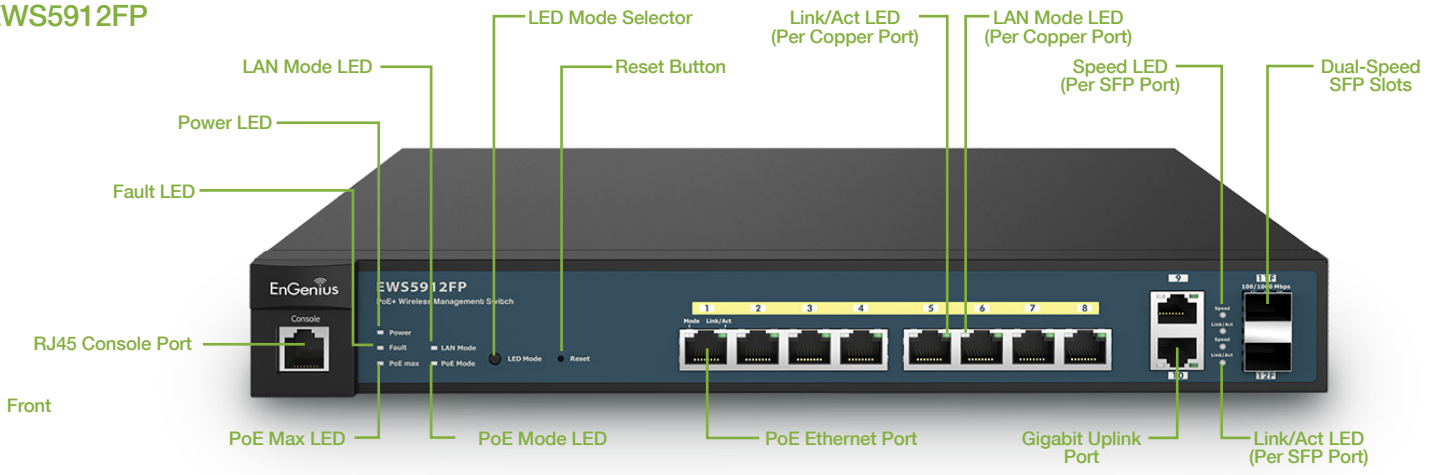 EWS5912FP
LED Mode Selector
Link/Act LED
(Per Copper Port)
LAN Mode LED
(Per Copper Port)
LAN Mode LED
Reset Button
Speed LED
(Per SFP Port)
Dual-Speed
SFP Slots
Power LED
Fault LED
EnGenius
EWS5912FP
PoE+ Wireless Management Switch
Console
Power
Fault
LAN Mode
PoE max
PoE Mode
LED Mode
Reset
1 2 3 4 5 6 7 8
Mode Link/Act
9
10
11F
100/1000 Mbps
Speed
Link/Act
Speed
Link/Act
12F
RJ45 Console Port
Front
PoE Max LED
PoE Mode LED
PoE Ethernet Port
Gigabit Uplink
Port
Link/Act LED
(Per SFP Port)